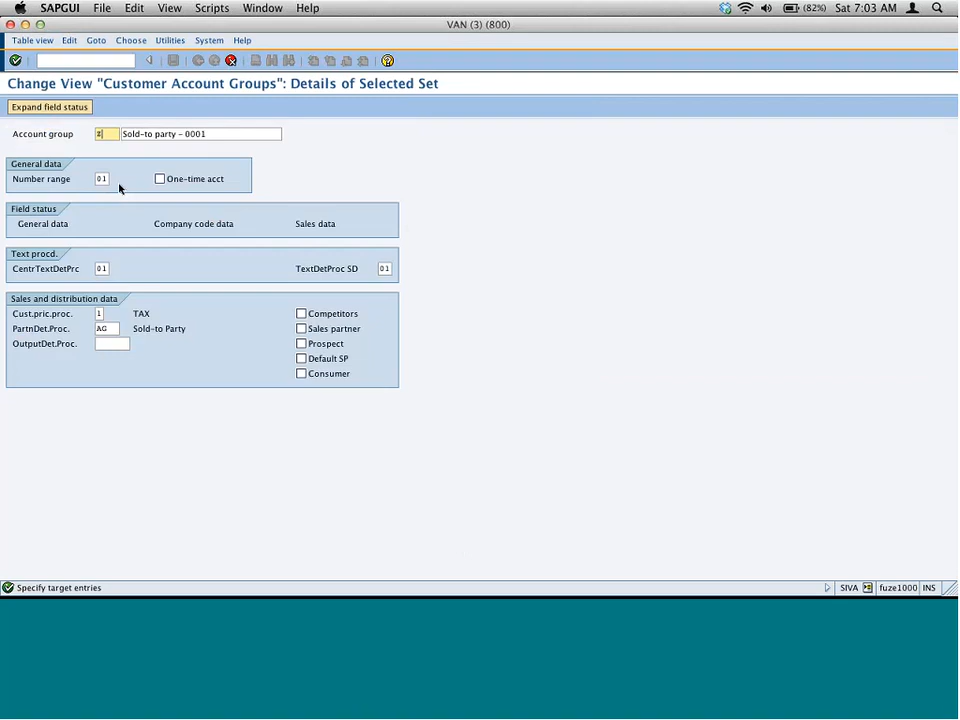 SAPGUI File Edit View Scripts Window Help (82%) Sat 7:03 AM
VAN (3) (800)
Table view Edit Goto Choose Utilities System Help
Change View "Customer Account Groups": Details of Selected Set
Expand field status
Account group Z Sold-to party - 0001
General data
Number range 01 One-time acct
Field status
General data Company code data Sales data
Text procd.
CentrTextDetPrc 01 TextDetProc SD 01
Sales and distribution data
Cust.pric.proc. 1 TAX Competitors
PartnDet.Proc. AG Sold-to Party Sales partner
OutputDet.Proc. Prospect
Default SP
Consumer
Specify target entries SIVA fuze1000 INS